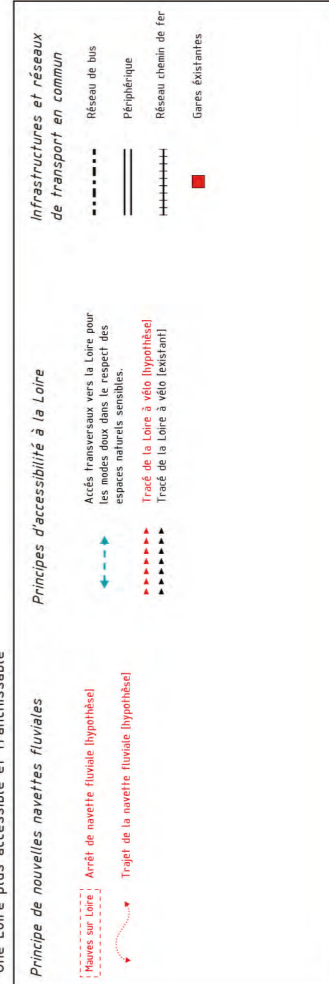 Une Loire plus accessible et franchissable
Principe de nouvelles navettes fluviales
Mauves sur Loire
Arrêt de navette fluviale [hypothèse]
Trajet de la navette fluviale [hypothèse]
Principes d'accessibilité à la Loire
Accés transversaux vers la Loire pour
les modes doux dans le respect des
espaces naturels sensibles.
Tracé de la Loire à vélo [hypothèse]
Tracé de la Loire à vélo [existant]
Infrastructures et réseaux
de transport en commun
Réseau de bus
Périphérique
Réseau chemin de fer
Gares éxistantes